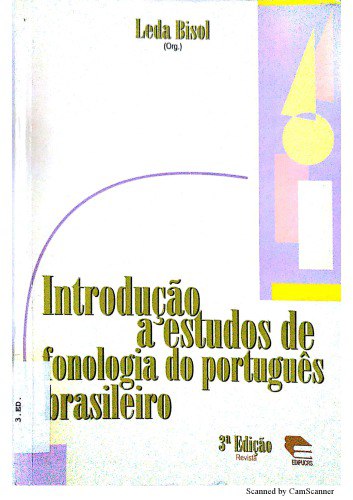 Leda Bisol
(Org.)
Introdução
a estudos de
fonologia do português
brasileiro
3ª Edição
Revista
EDIPUCRS
3.ED.
Scanned by CamScanner